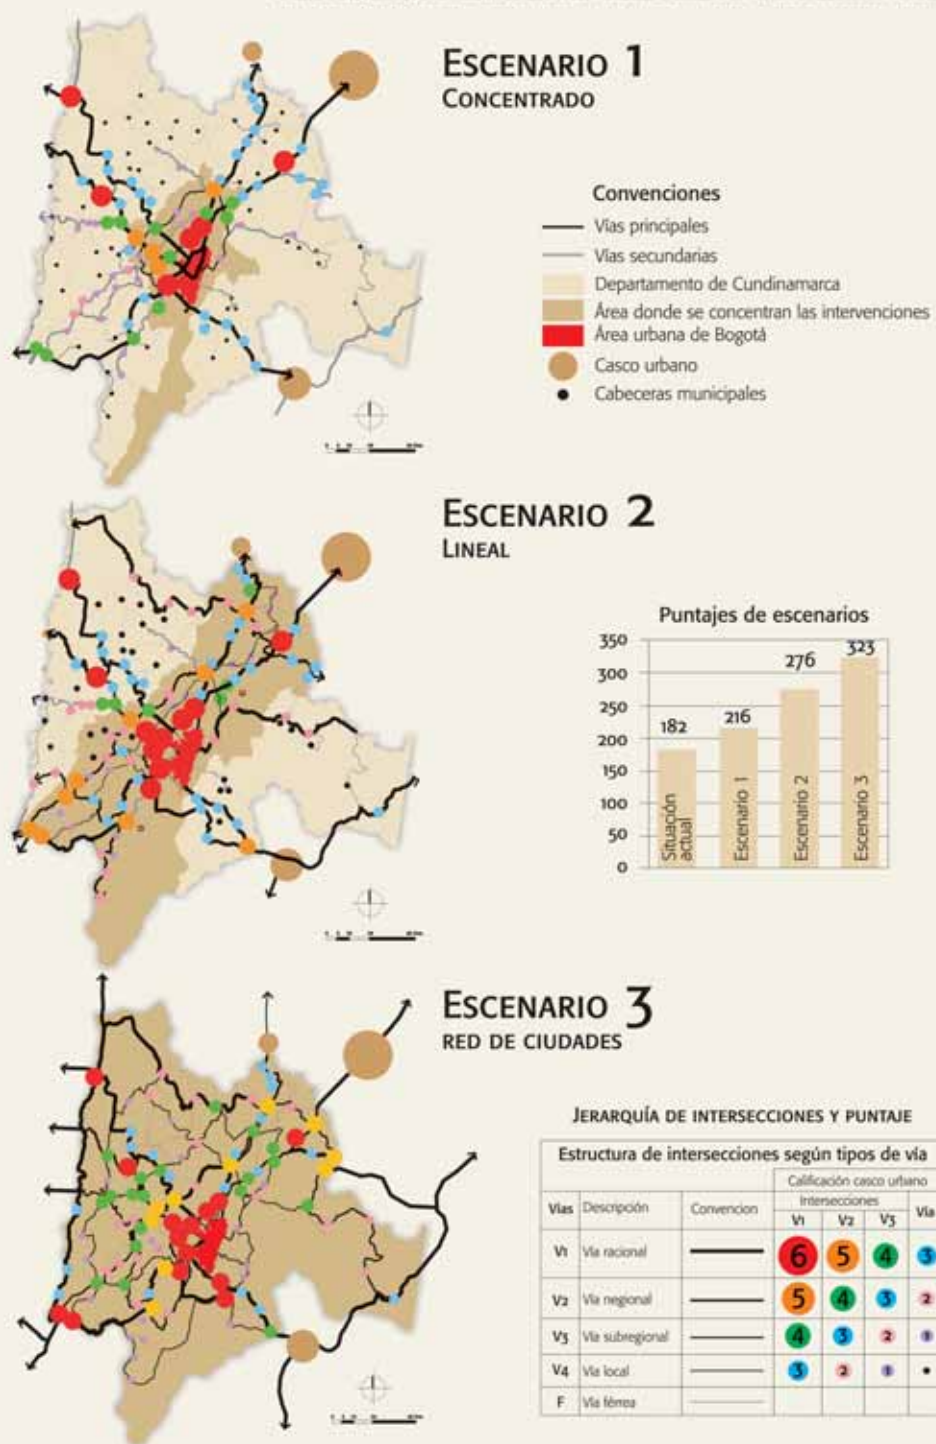 ESCENARIO 1
CONCENTRADO
Convenciones
Vías principales
Vías secundarias
Departamento de Cundinamarca
Área donde se concentran las intervenciones
Área urbana de Bogotá
Casco urbano
Cabeceras municipales
ESCENARIO 2
LINEAL
Puntajes de escenarios
350
300
250
200
150
100
50
0
182
216
276
323
Situación actual
Escenario 1
Escenario 2
Escenario 3
ESCENARIO 3
RED DE CIUDADES
JERARQUÍA DE INTERSECCIONES Y PUNTAJE
Estructura de intersecciones según tipos de vía
Calificación casco urbano
Vías Descripción Convencion Intersecciones Vía
V1 V2 V3
V1 Vía racional 6 5 4 3
V2 Vía negional 5 4 3 2
V3 Vía subregional 4 3 2 1
V4 Vía local 3 2 1
F Vía férrea